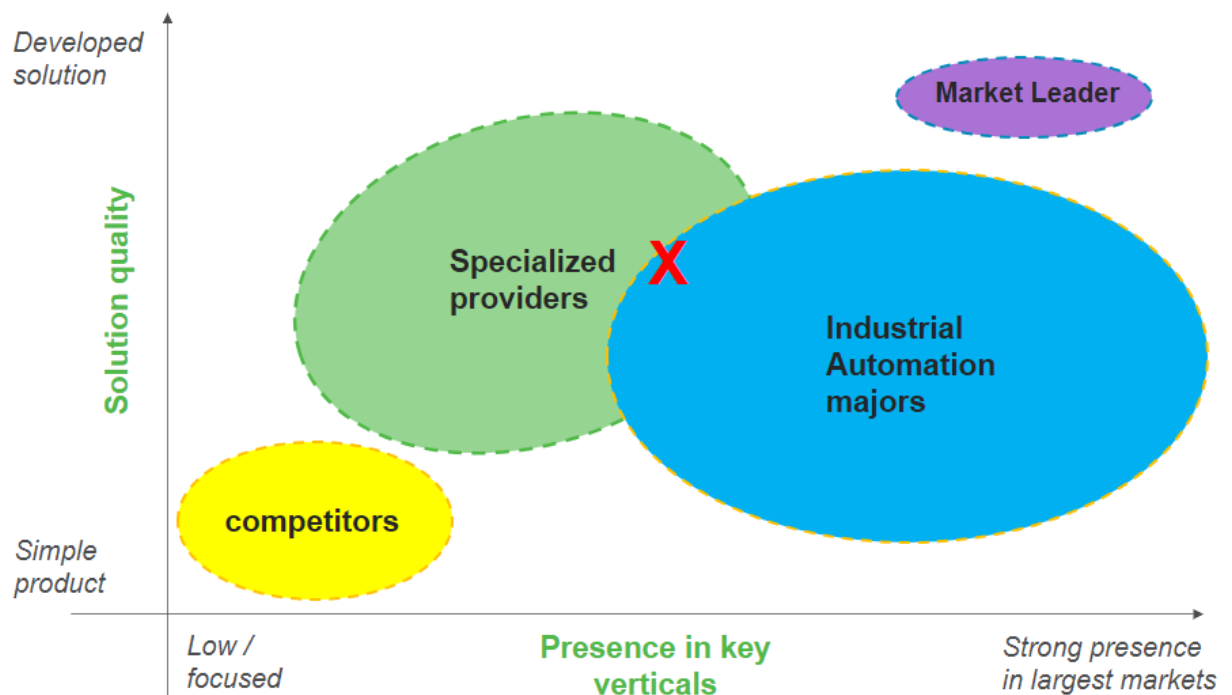 Developed
solution
Market Leader
Solution quality
Specialized
providers
X
Industrial
Automation
majors
competitors
Simple
product
Low /
focused
Presence in key
verticals
Strong presence
in largest markets